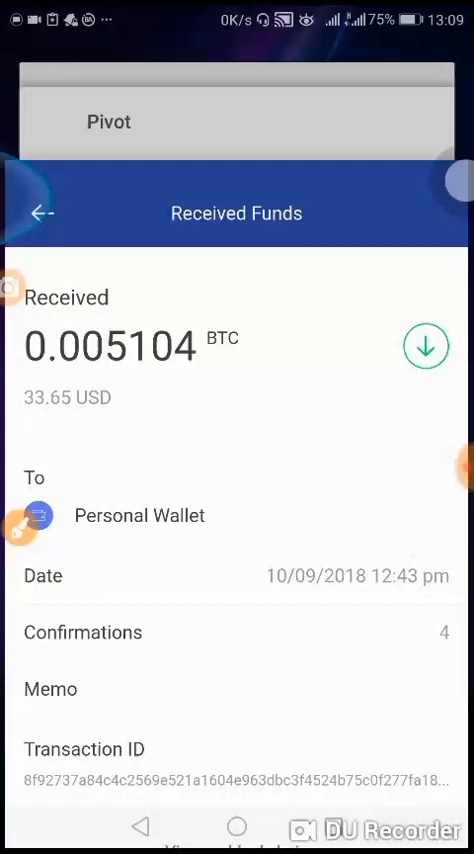 0K/s 75% 13:09
Pivot
Received Funds
Received
0.005104 BTC
33.65 USD
To
Personal Wallet
Date 10/09/2018 12:43 pm
Confirmations 4
Memo
Transaction ID
8f92737a84c4c2569e521a1604e963dbc3f4524b75c0f277fa18...
DU Recorder